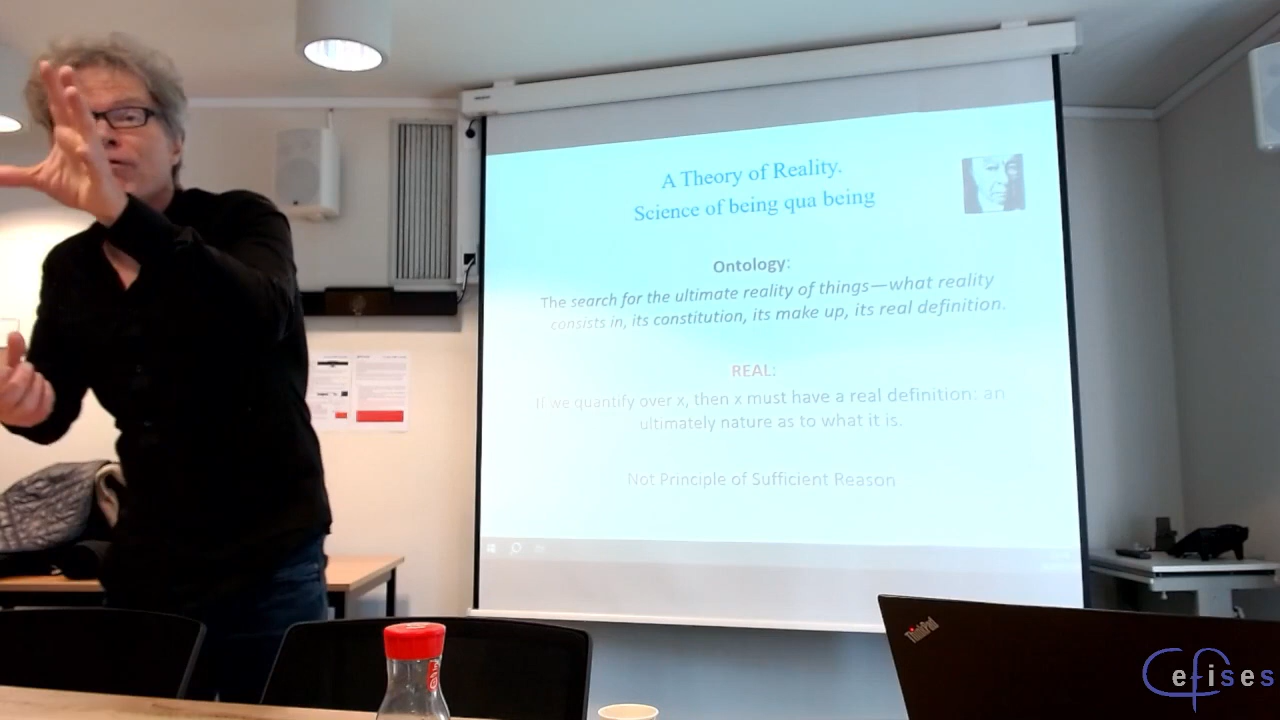 A Theory of Reality.
Science of being qua being
Ontology:
The search for the ultimate reality of things—what reality
consists in, its constitution, its make up, its real definition.
REAL:
If we quantify over x, then x must have a real definition: an
ultimately nature as to what it is.
Not Principle of Sufficient Reason
ThinkPad
Cefises